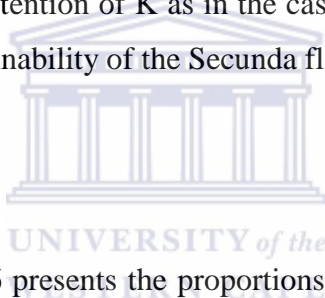 tention of K as in the cas
nability of the Secunda fl
UNIVERSITY of the
presents the proportions